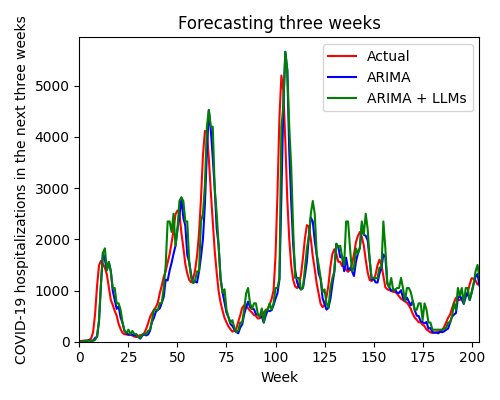 Forecasting three weeks
COVID-19 hospitalizations in the next three weeks
5000
4000
3000
2000
1000
0
Actual
ARIMA
ARIMA + LLMs
0 25 50 75 100 125 150 175 200
Week